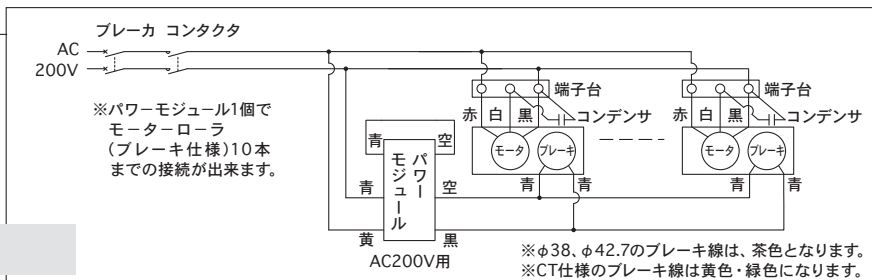 ブレーカ コンタクタ
AC
200V
※パワーモジュール1個で
モーターローラ
(ブレーキ仕様)10本
までの接続が出来ます。
端子台
赤 白 黒 コンデンサ
モータ ブレーキ
青 青
端子台
赤 白 黒 コンデンサ
モータ ブレーキ
青 青
青 空
パワーモジュール
青 空
黄 黒
AC200V用
※φ38、φ42.7のブレーキ線は、茶色となります。
※CT仕様のブレーキ線は黄色・緑色になります。